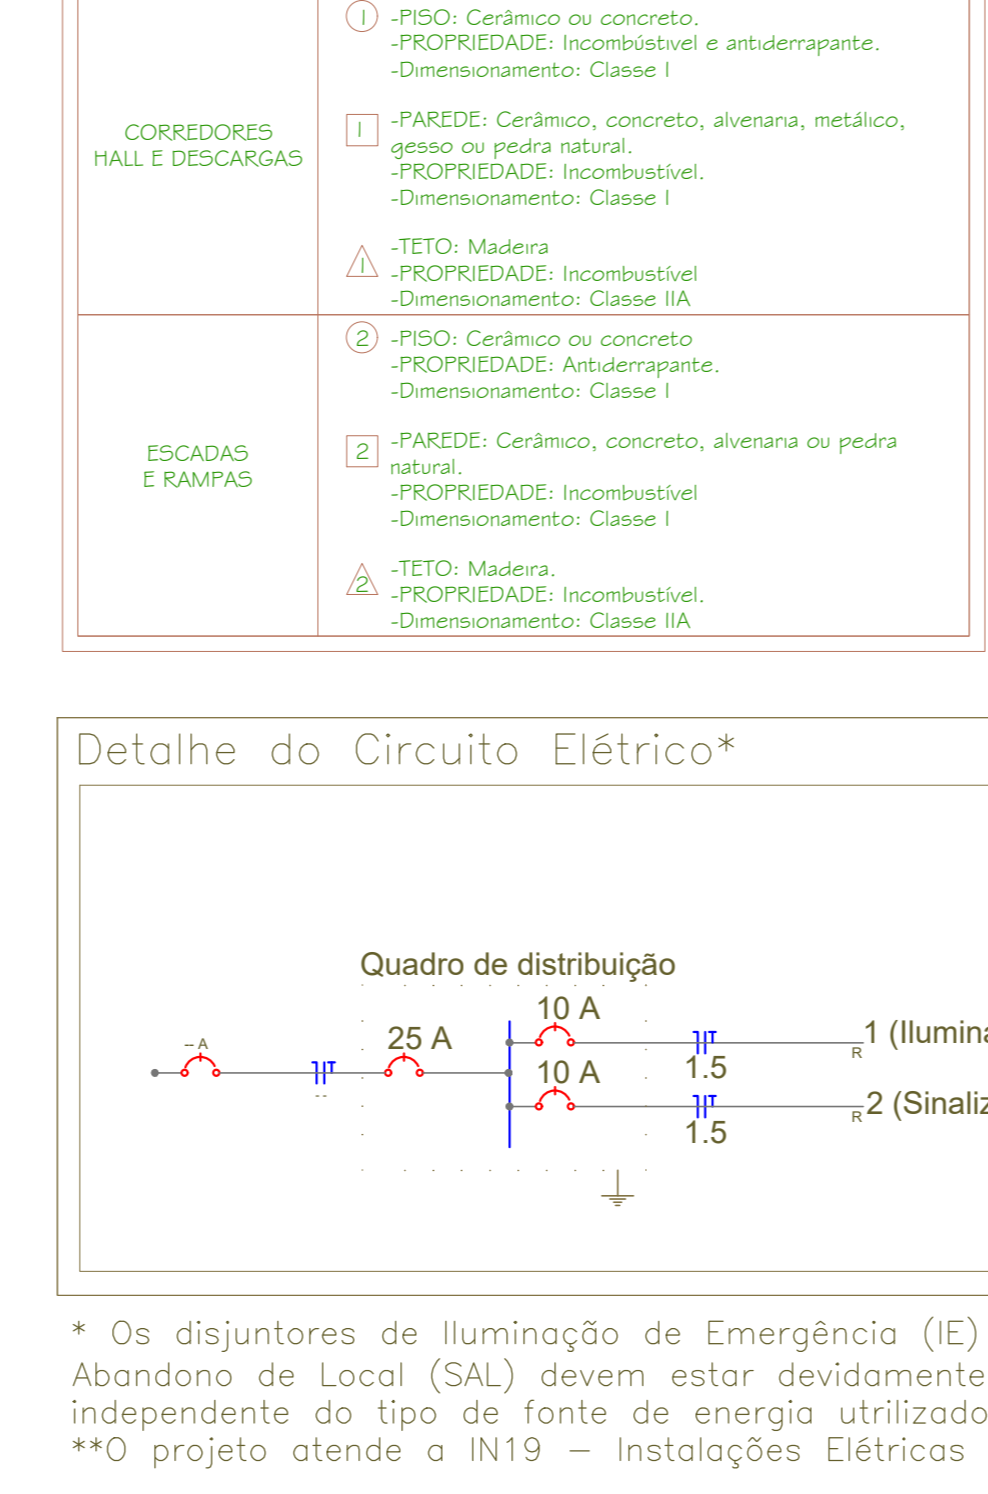 1 -PISO: Cerâmico ou concreto.
-PROPRIEDADE: Incombústivel e antiderrapante.
-Dimensionamento: Classe I
CORREDORES
HALL E DESCARGAS
1 -PAREDE: Cerâmico, concreto, alvenaria, metálico,
gesso ou pedra natural.
-PROPRIEDADE: Incombustível.
-Dimensionamento: Classe I
1 -TETO: Madeira
-PROPRIEDADE: Incombustível
-Dimensionamento: Classe IIA
2 -PISO: Cerâmico ou concreto
-PROPRIEDADE: Antiderrapante.
-Dimensionamento: Classe I
ESCADAS
E RAMPAS
2 -PAREDE: Cerâmico, concreto, alvenaria ou pedra
natural.
-PROPRIEDADE: Incombustível
-Dimensionamento: Classe I
2 -TETO: Madeira.
-PROPRIEDADE: Incombustível.
-Dimensionamento: Classe IIA
Detalhe do Circuito Elétrico*
Quadro de distribuição
-- A
--
25 A
10 A
1.5
R
1 (Ilumina
10 A
1.5
R
2 (Sinaliz
* Os disjuntores de Iluminação de Emergência (IE)
Abandono de Local (SAL) devem estar devidamente
independente do tipo de fonte de energia utrilizado
**O projeto atende a IN19 – Instalações Elétricas